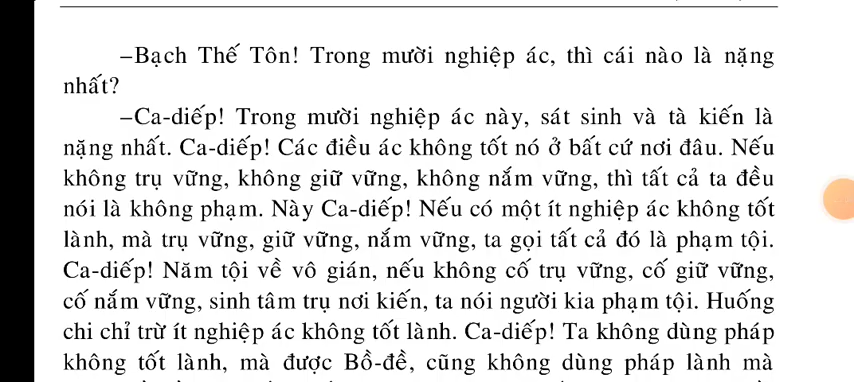 –Bạch Thế Tôn! Trong mười nghiệp ác, thì cái nào là nặng
nhất?
–Ca-diếp! Trong mười nghiệp ác này, sát sinh và tà kiến là
nặng nhất. Ca-diếp! Các điều ác không tốt nó ở bất cứ nơi đâu. Nếu
không trụ vững, không giữ vững, không nắm vững, thì tất cả ta đều
nói là không phạm. Này Ca-diếp! Nếu có một ít nghiệp ác không tốt
lành, mà trụ vững, giữ vững, nắm vững, ta gọi tất cả đó là phạm tội.
Ca-diếp! Năm tội về vô gián, nếu không cố trụ vững, cố giữ vững,
cố nắm vững, sinh tâm trụ nơi kiến, ta nói người kia phạm tội. Huống
chi chỉ trừ ít nghiệp ác không tốt lành. Ca-diếp! Ta không dùng pháp
không tốt lành, mà được Bồ-đề, cũng không dùng pháp lành mà